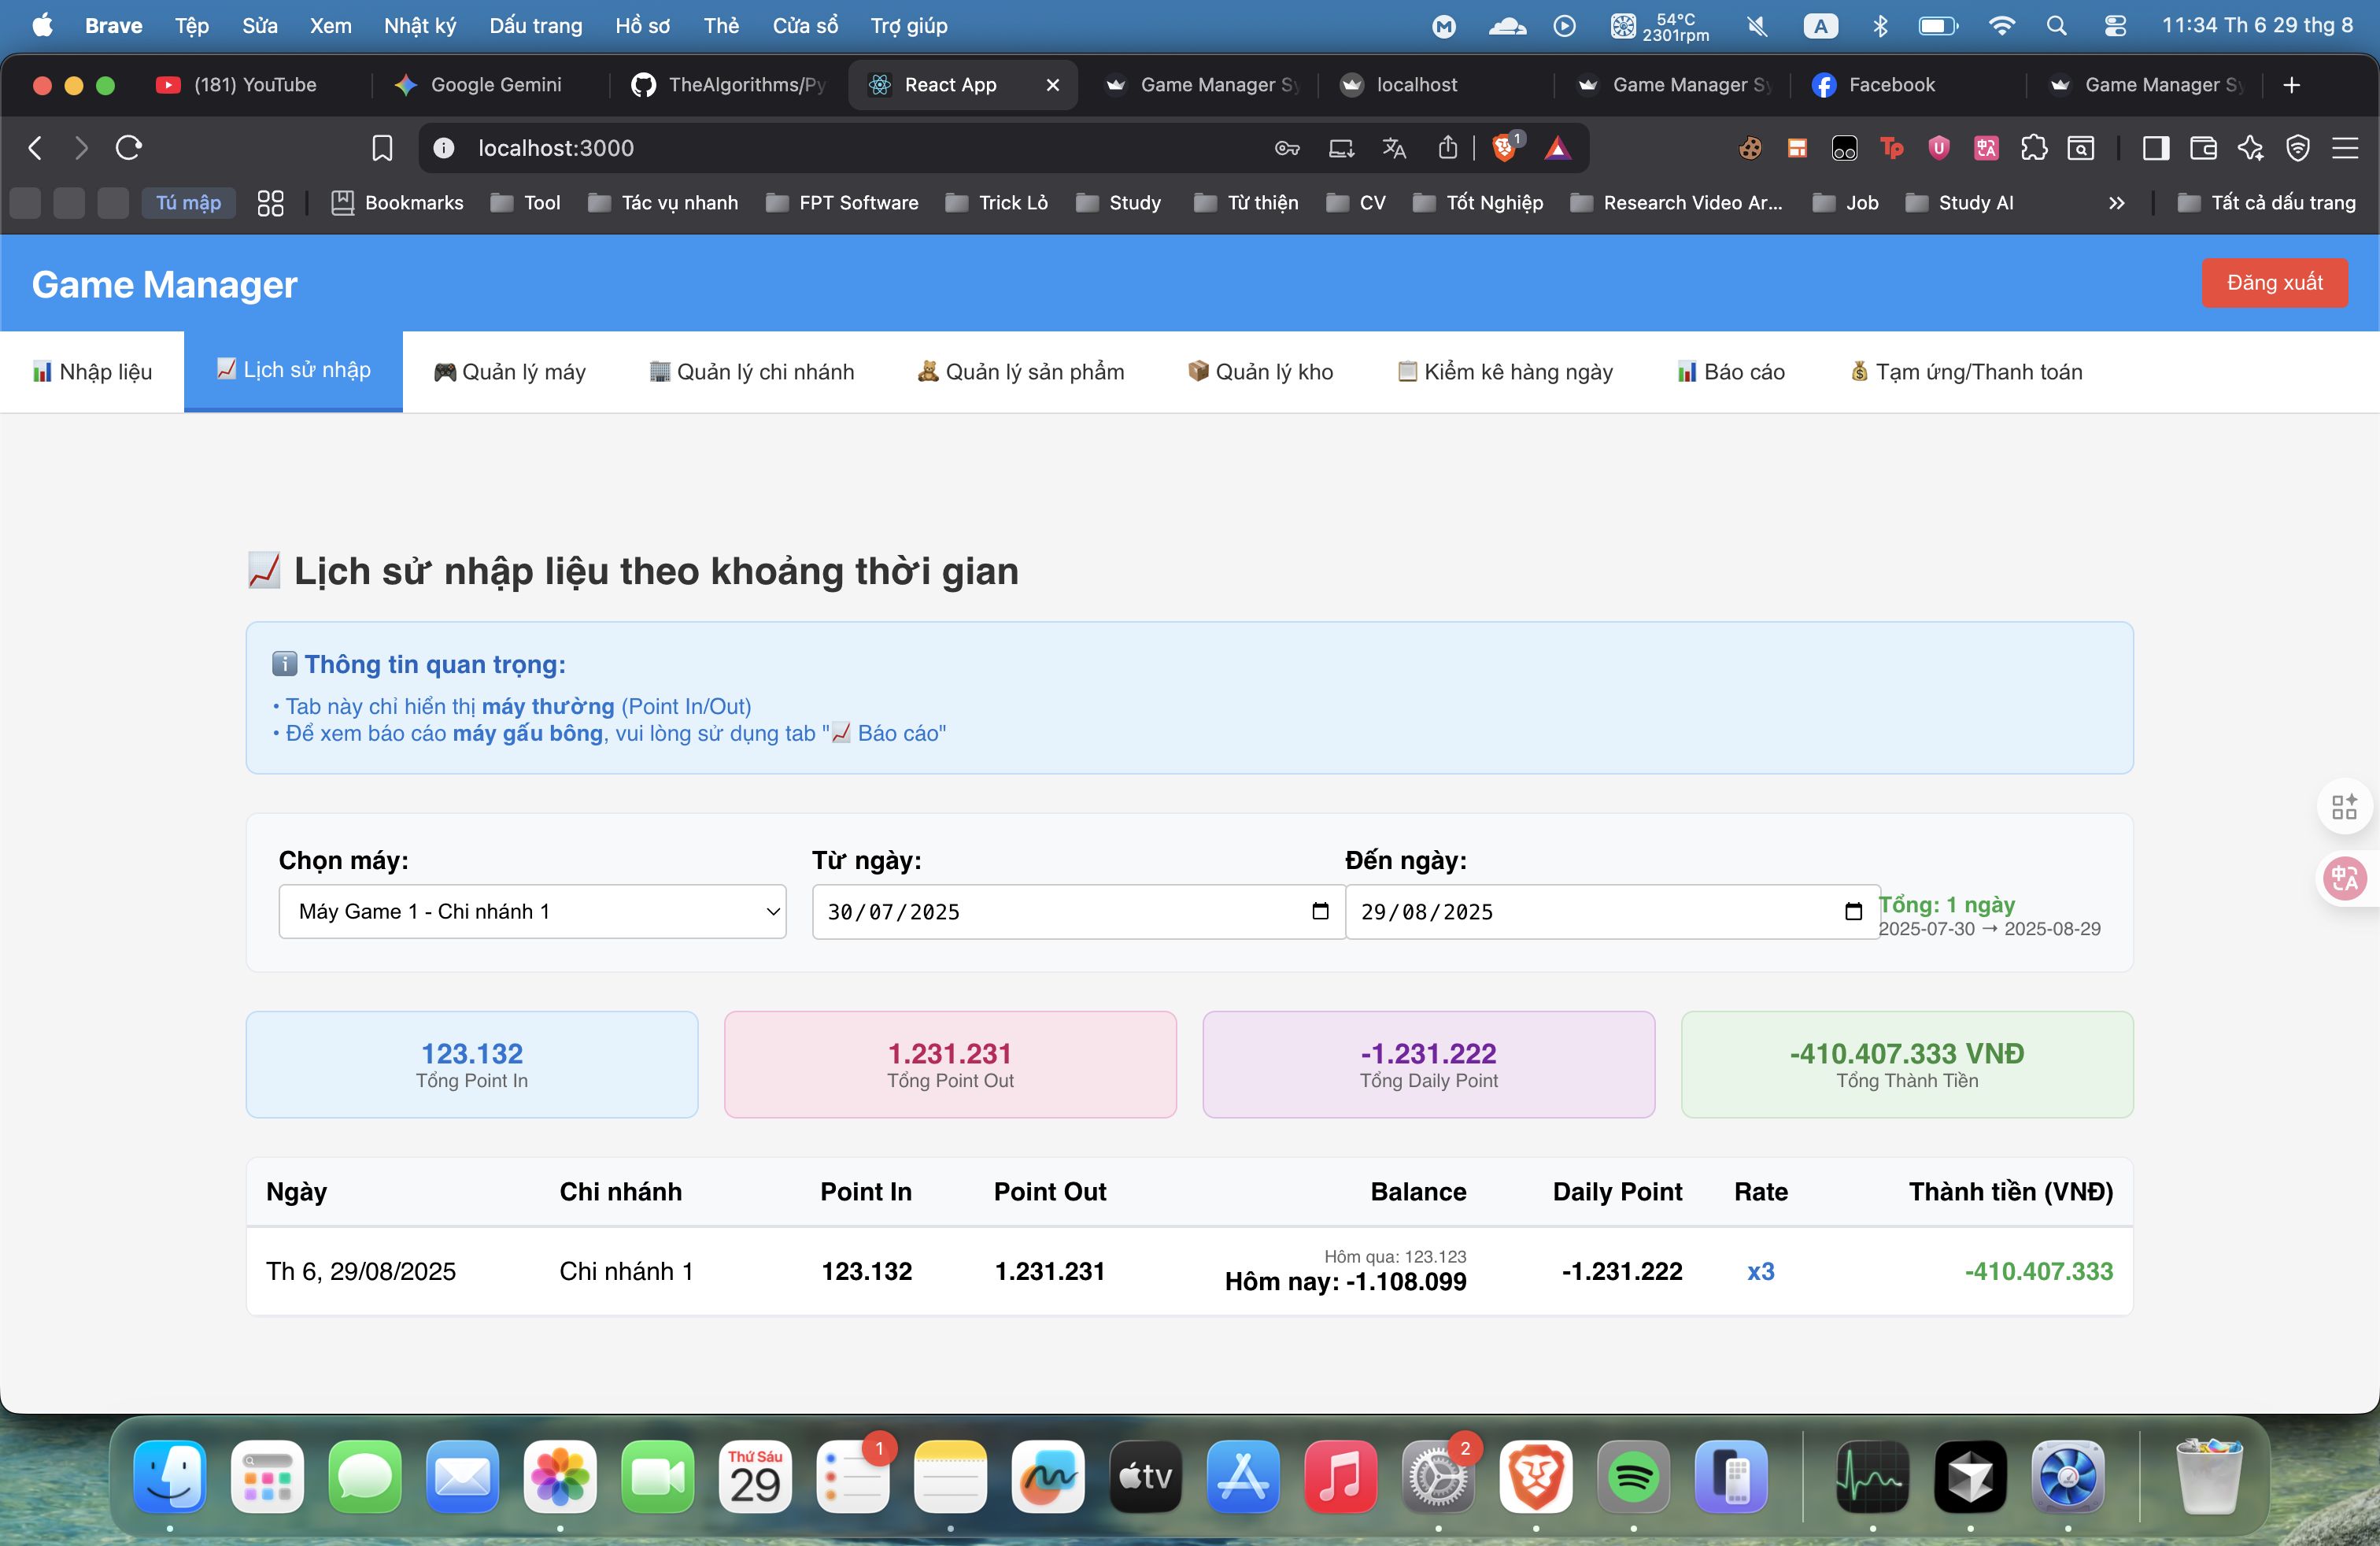 Brave Tệp Sửa Xem Nhật ký Dấu trang Hồ sơ Thẻ Cửa sổ Trợ giúp
54°C
2301rpm
A
11:34 Th 6 29 thg 8
(181) YouTube
Google Gemini
TheAlgorithms/Py
React App
Game Manager Sy
localhost
Game Manager Sy
Facebook
Game Manager Sy
localhost:3000
1
Tp
Tú mập
Bookmarks
Tool
Tác vụ nhanh
FPT Software
Trick Lỏ
Study
Từ thiện
CV
Tốt Nghiệp
Research Video Ar...
Job
Study AI
Tất cả dấu trang
Game Manager
Đăng xuất
Nhập liệu
Lịch sử nhập
Quản lý máy
Quản lý chi nhánh
Quản lý sản phẩm
Quản lý kho
Kiểm kê hàng ngày
Báo cáo
Tạm ứng/Thanh toán
Lịch sử nhập liệu theo khoảng thời gian
Thông tin quan trọng:
• Tab này chỉ hiển thị máy thường (Point In/Out)
• Để xem báo cáo máy gấu bông, vui lòng sử dụng tab "📈 Báo cáo"
Chọn máy:
Từ ngày:
Đến ngày:
Máy Game 1 - Chi nhánh 1
30/07/2025
29/08/2025
Tổng: 1 ngày
2025-07-30 → 2025-08-29
123.132
Tổng Point In
1.231.231
Tổng Point Out
-1.231.222
Tổng Daily Point
-410.407.333 VNĐ
Tổng Thành Tiền
Ngày Chi nhánh Point In Point Out Balance Daily Point Rate Thành tiền (VNĐ)
Hôm qua: 123.123
Th 6, 29/08/2025 Chi nhánh 1 123.132 1.231.231 Hôm nay: -1.108.099 -1.231.222 x3 -410.407.333
Thứ Sáu
29
1
tv
2